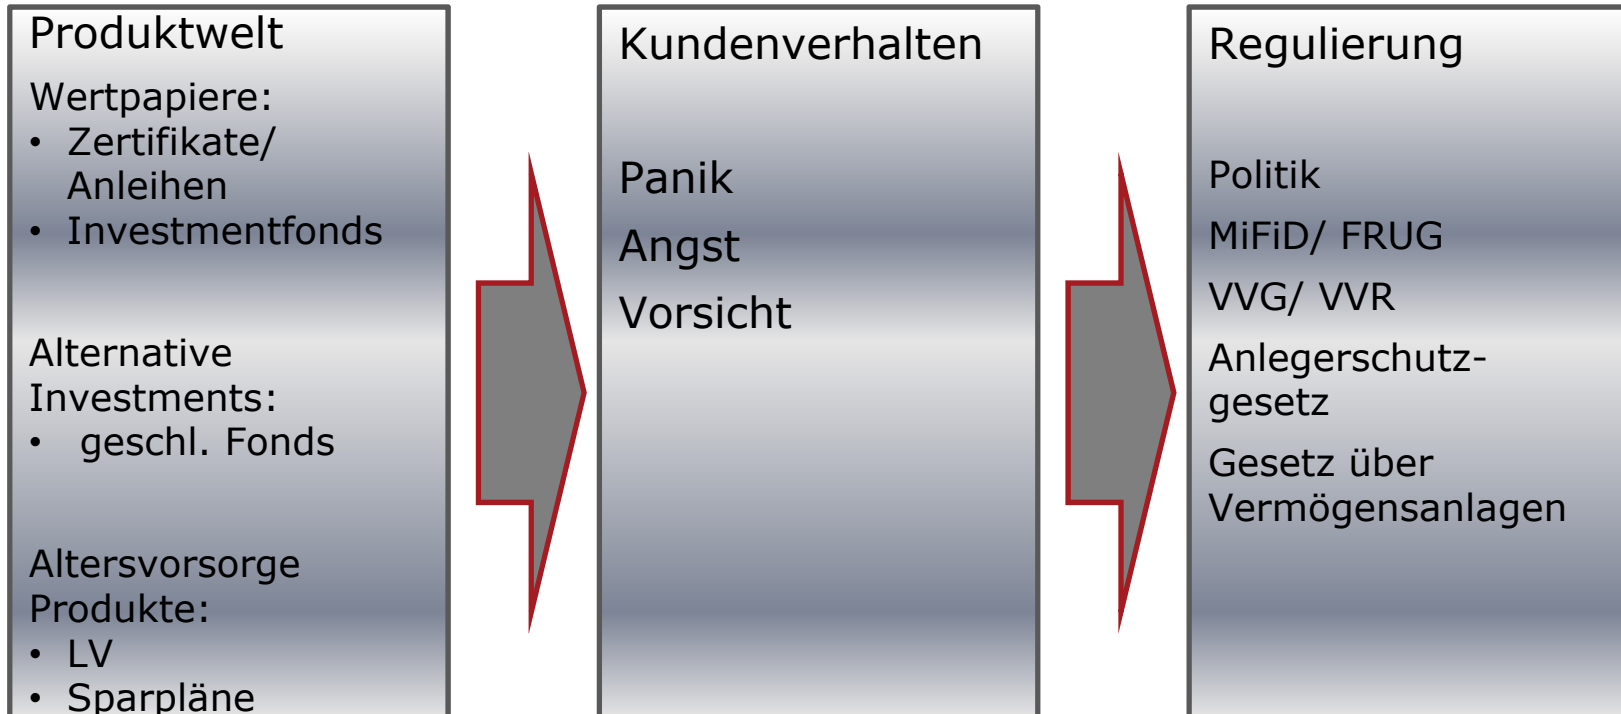 Produktwelt
Wertpapiere:
• Zertifikate/
Anleihen
• Investmentfonds
Alternative
Investments:
• geschl. Fonds
Altersvorsorge
Produkte:
• LV
• Sparpläne
Kundenverhalten
Panik
Angst
Vorsicht
Regulierung
Politik
MiFiD/ FRUG
VVG/ VVR
Anlegerschutz-
gesetz
Gesetz über
Vermögensanlagen